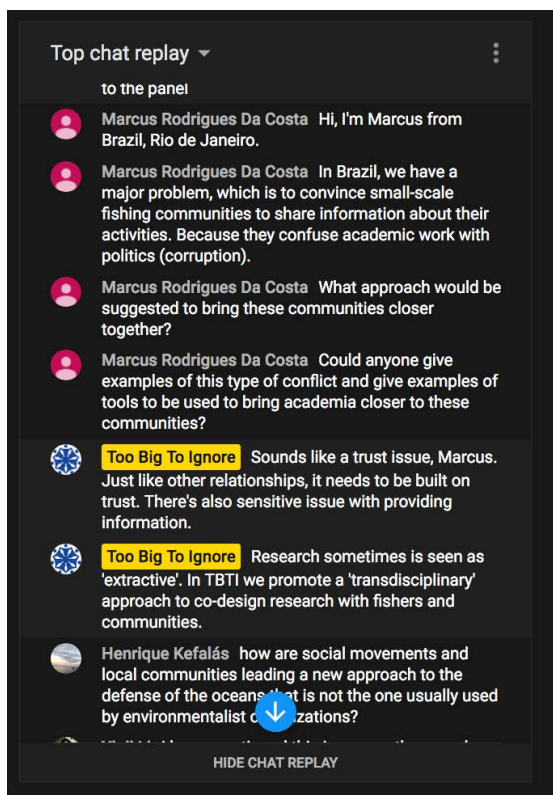 Top chat replay
to the panel
Marcus Rodrigues Da Costa Hi, I'm Marcus from
Brazil, Rio de Janeiro.
Marcus Rodrigues Da Costa In Brazil, we have a
major problem, which is to convince small-scale
fishing communities to share information about their
activities. Because they confuse academic work with
politics (corruption).
Marcus Rodrigues Da Costa What approach would be
suggested to bring these communities closer
together?
Marcus Rodrigues Da Costa Could anyone give
examples of this type of conflict and give examples of
tools to be used to bring academia closer to these
communities?
Too Big To Ignore Sounds like a trust issue, Marcus.
Just like other relationships, it needs to be built on
trust. There's also sensitive issue with providing
information.
Too Big To Ignore Research sometimes is seen as
'extractive'. In TBTI we promote a 'transdisciplinary'
approach to co-design research with fishers and
communities.
Henrique Kefalás how are social movements and
local communities leading a new approach to the
defense of the oceans that is not the one usually used
by environmentalist
HIDE CHAT REPLAY